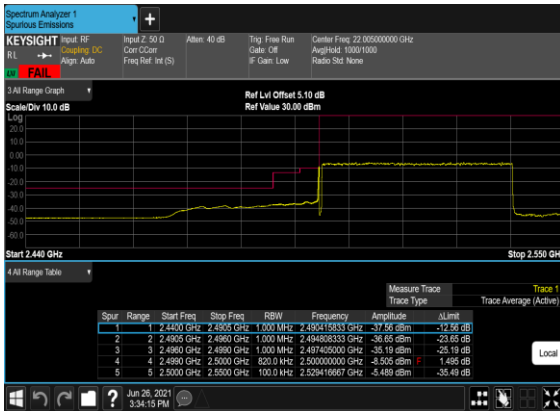 Spectrum Analyzer 1
Spurious Emissions
KEYSIGHT Input: RF Input Z: 50 Ω Atten: 40 dB Trig: Free Run Center Freq: 22.005000000 GHz
RL Coupling: DC Corr CCorr Gate: Off Avg|Hold: 1000/1000
Align: Auto Freq Ref: Int (S) IF Gain: Low Radio Std: None
LW FAIL
3 All Range Graph
Ref Lvl Offset 5.10 dB
Scale/Div 10.0 dB Ref Value 30.00 dBm
Log
20.0
10.0
0.00
-10.0
-20.0
-30.0
-40.0
-50.0
-60.0
Start 2.440 GHz Stop 2.550 GHz
4 All Range Table
Measure Trace Trace 1
Trace Type Trace Average (Active)
Spur Range Start Freq Stop Freq RBW Frequency Amplitude ΔLimit
1 1 2.4400 GHz 2.4905 GHz 1.000 MHz 2.490415833 GHz -37.56 dBm -12.56 dB
2 2 2.4905 GHz 2.4960 GHz 1.000 MHz 2.494808333 GHz -36.65 dBm -23.65 dB
3 3 2.4960 GHz 2.4990 GHz 1.000 MHz 2.497405000 GHz -35.19 dBm -25.19 dB
4 4 2.4990 GHz 2.5000 GHz 820.0 kHz 2.500000000 GHz -8.505 dBm F 1.495 dB
5 5 2.5000 GHz 2.5550 GHz 100.0 kHz 2.529416667 GHz -5.489 dBm -35.49 dB
Local
?
Jun 26, 2021
3:34:15 PM